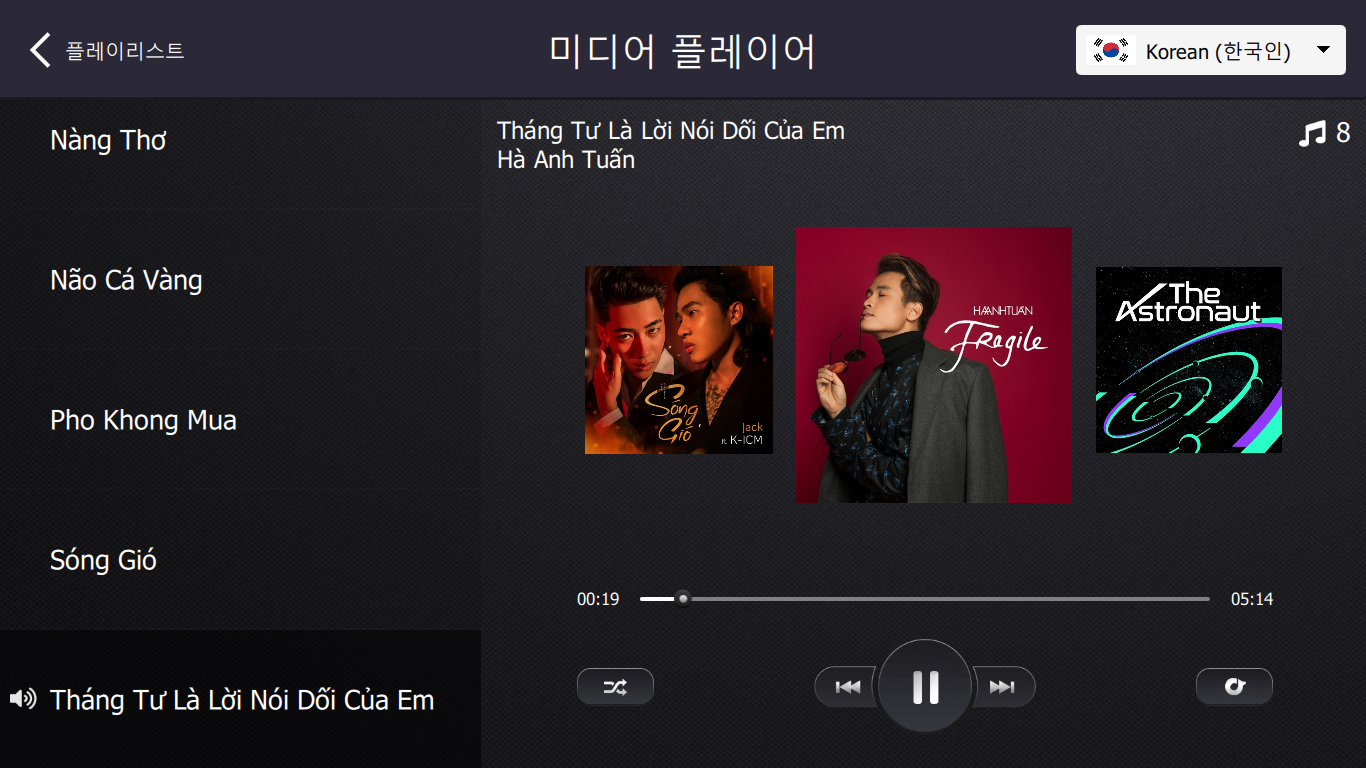 플레이리스트
미디어 플레이어
Korean (한국인)
Nàng Thơ
Não Cá Vàng
Pho Khong Mua
Sóng Gió
Tháng Tư Là Lời Nói Dối Của Em
Tháng Tư Là Lời Nói Dối Của Em
Hà Anh Tuấn
8
Sóng
Gió
Jack
ft. K-ICM
HAANHTUAN
Fragile
The
Astronaut
00:19
05:14